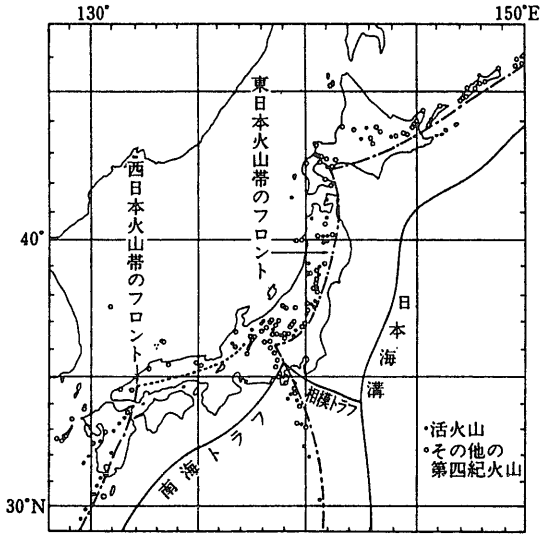 130°
150°E
東日本火山帯のフロント
西日本火山帯のフロント
40°
日本海溝
相模トラフ
南海トラフ
・活火山
○その他の
第四紀火山
30°N